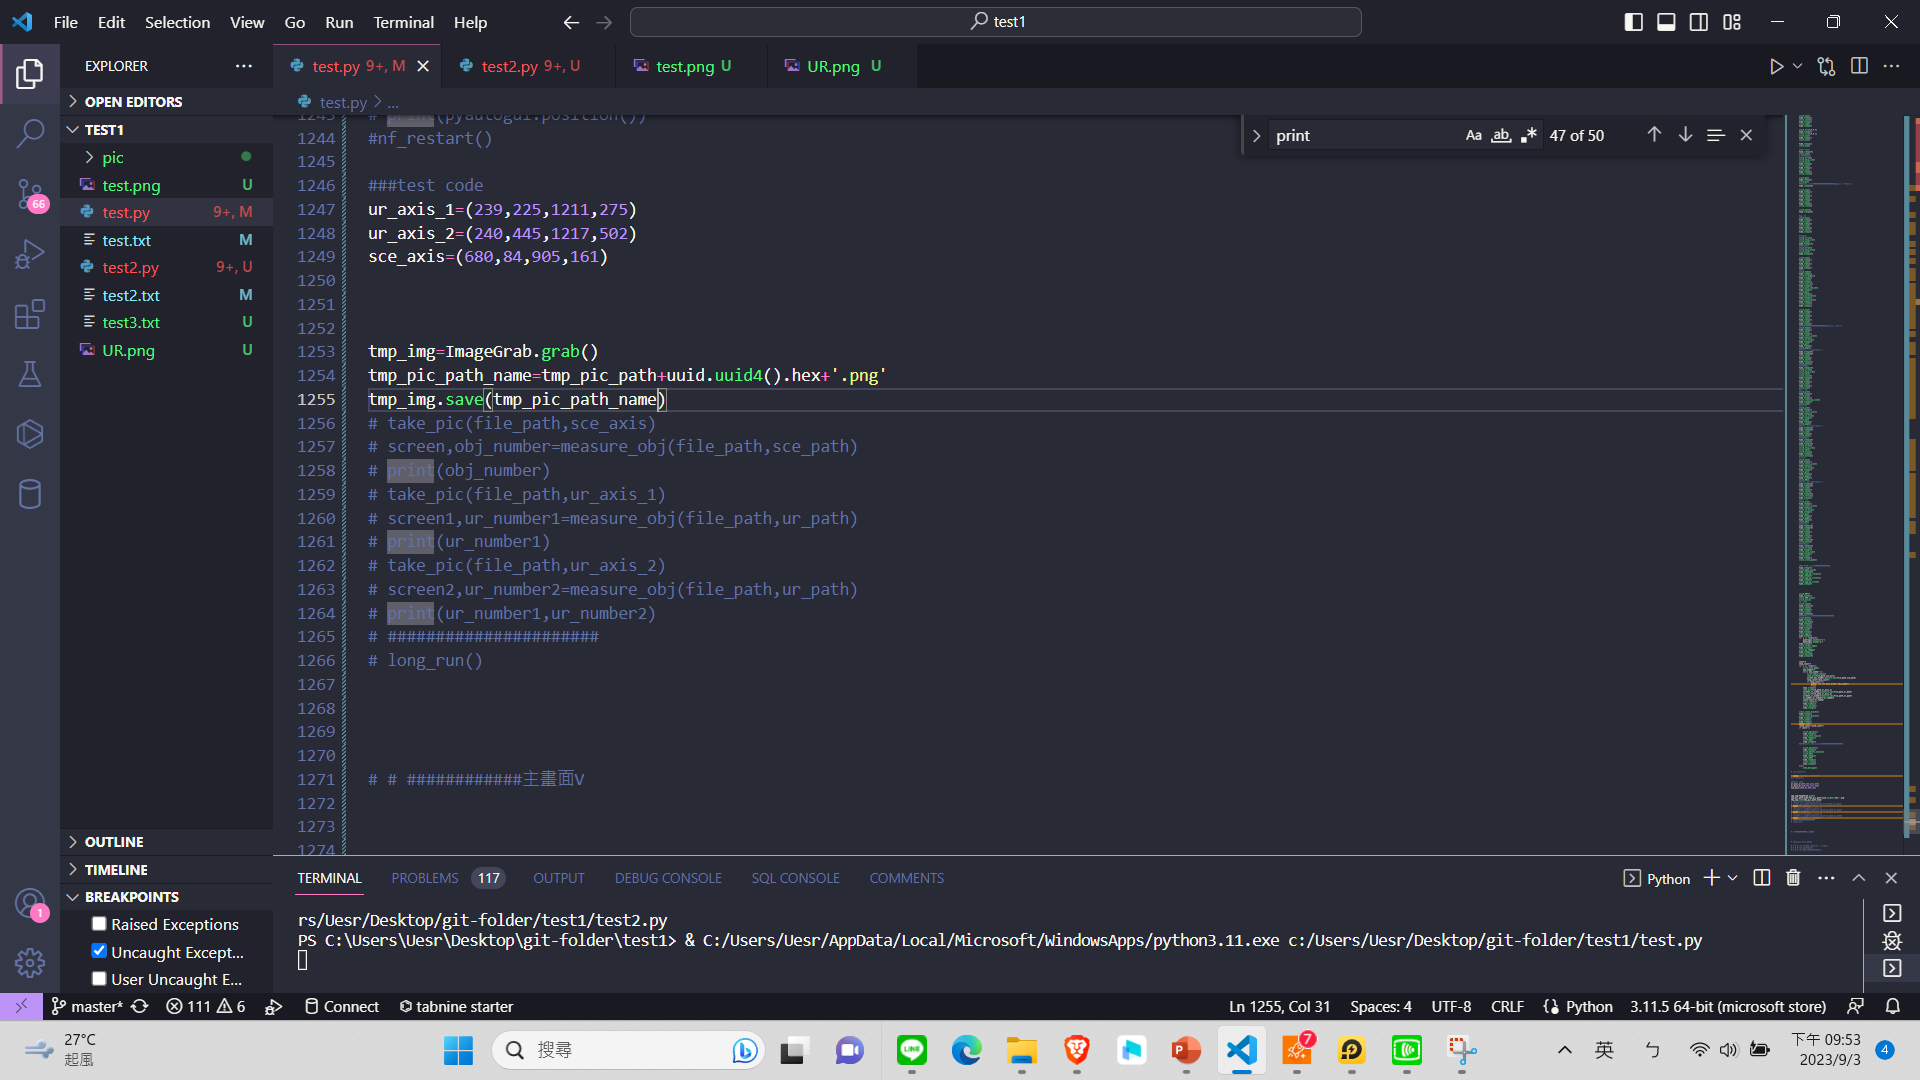 File Edit Selection View Go Run Terminal Help
test1
EXPLORER
OPEN EDITORS
TEST1
pic
test.png U
test.py 9+, M
test.txt M
test2.py 9+, U
test2.txt M
test3.txt U
UR.png U
OUTLINE
TIMELINE
BREAKPOINTS
Raised Exceptions
Uncaught Except...
User Uncaught E...
66
1
test.py 9+, M
test2.py 9+, U
test.png U
UR.png U
test.py > ...
print
Aa ab
47 of 50
1243 # print(pyautogui.position())
1244 #nf_restart()
1245
1246 ###test code
1247 ur_axis_1=(239,225,1211,275)
1248 ur_axis_2=(240,445,1217,502)
1249 sce_axis=(680,84,905,161)
1250
1251
1252
1253 tmp_img=ImageGrab.grab()
1254 tmp_pic_path_name=tmp_pic_path+uuid.uuid4().hex+'.png'
1255 tmp_img.save(tmp_pic_path_name)
1256 # take_pic(file_path,sce_axis)
1257 # screen,obj_number=measure_obj(file_path,sce_path)
1258 # print(obj_number)
1259 # take_pic(file_path,ur_axis_1)
1260 # screen1,ur_number1=measure_obj(file_path,ur_path)
1261 # print(ur_number1)
1262 # take_pic(file_path,ur_axis_2)
1263 # screen2,ur_number2=measure_obj(file_path,ur_path)
1264 # print(ur_number1,ur_number2)
1265 # ######################
1266 # long_run()
1267
1268
1269
1270
1271 # # ############主畫面V
1272
1273
1274
TERMINAL PROBLEMS 117 OUTPUT DEBUG CONSOLE SQL CONSOLE COMMENTS
Python
rs/Uesr/Desktop/git-folder/test1/test2.py
PS C:\Users\Uesr\Desktop\git-folder\test1> & C:/Users/Uesr/AppData/Local/Microsoft/WindowsApps/python3.11.exe c:/Users/Uesr/Desktop/git-folder/test1/test.py
master* 111 6 Connect tabnine starter
Ln 1255, Col 31 Spaces: 4 UTF-8 CRLF Python 3.11.5 64-bit (microsoft store)
27°C
起風
搜尋
LINE
7
英 ㄅ
下午 09:53
2023/9/3
4